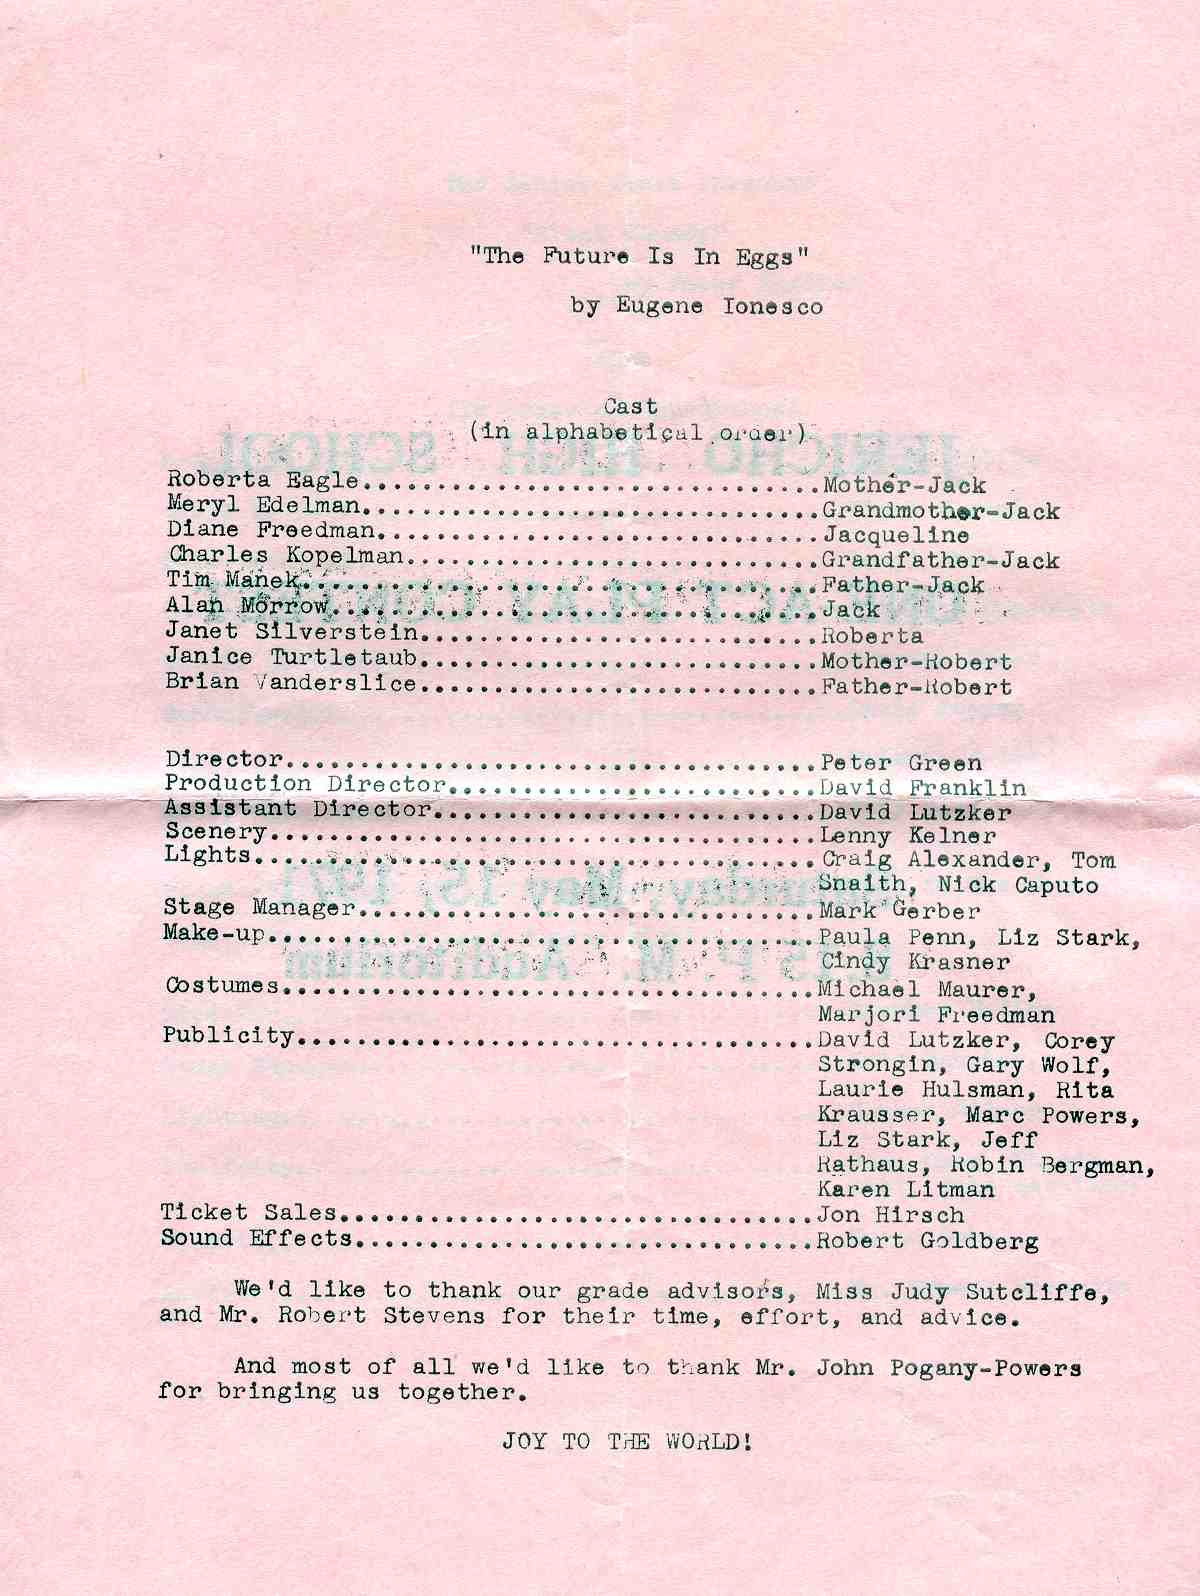 "The Future Is In Eggs"
by Eugene Ionesco
Cast
(in alphabetical order)
Roberta Eagle...............................Mother-Jack
Meryl Edelman...............................Grandmother-Jack
Diane Freedman..............................Jacqueline
Charles Kopelman............................Grandfather-Jack
Tim Manek...................................Father-Jack
Alan Morrow.................................Jack
Janet Silverstein...........................Roberta
Janice Turtletaub...........................Mother-Robert
Brian Vanderslice...........................Father-Robert
Director....................................Peter Green
Production Director.........................David Franklin
Assistant Director..........................David Lutzker
Scenery.....................................Lenny Kelner
Lights......................................Craig Alexander, Tom
Snaith, Nick Caputo
Stage Manager...............................Mark Gerber
Make-up.....................................Paula Penn, Liz Stark,
Cindy Krasner
Costumes....................................Michael Maurer,
Marjori Freedman
Publicity...................................David Lutzker, Corey
Strongin, Gary Wolf,
Laurie Hulsman, Rita
Krausser, Marc Powers,
Liz Stark, Jeff
Rathaus, Robin Bergman,
Karen Litman
Ticket Sales................................Jon Hirsch
Sound Effects...............................Robert Goldberg
We'd like to thank our grade advisors, Miss Judy Sutcliffe,
and Mr. Robert Stevens for their time, effort, and advice.
And most of all we'd like to thank Mr. John Pogany-Powers
for bringing us together.
JOY TO THE WORLD!